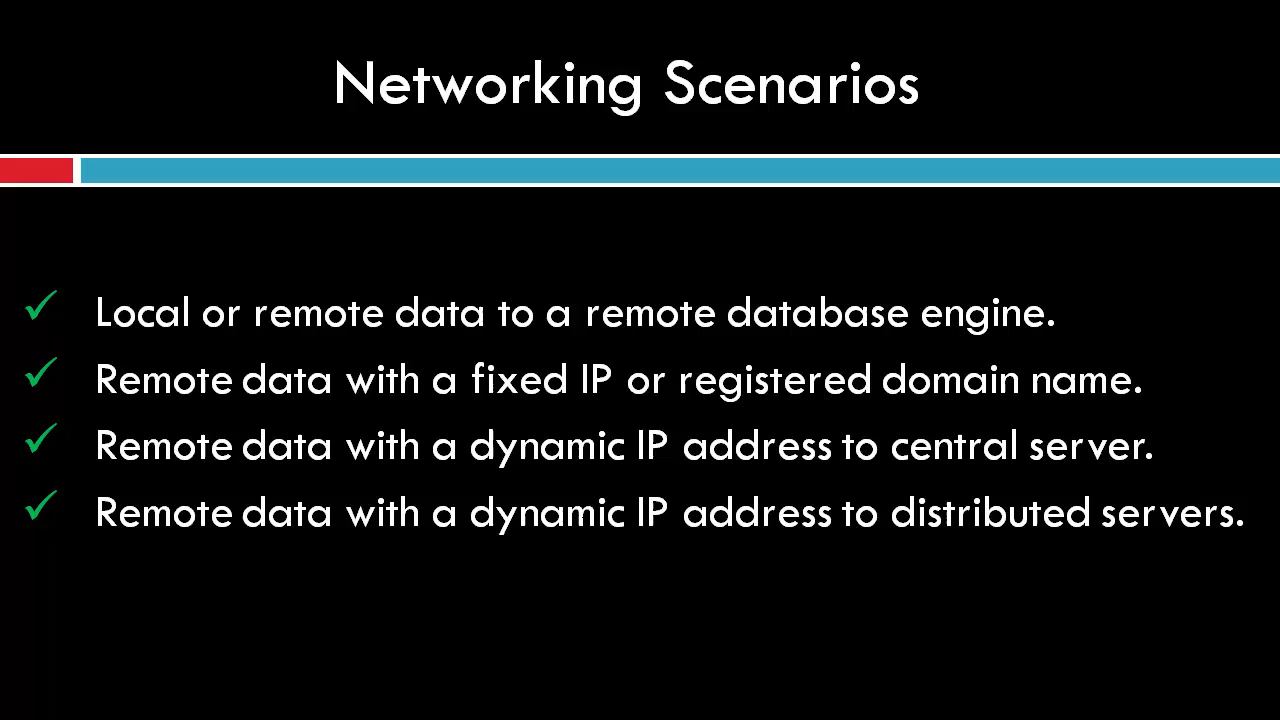 Networking Scenarios
Local or remote data to a remote database engine.
Remote data with a fixed IP or registered domain name.
Remote data with a dynamic IP address to central server.
Remote data with a dynamic IP address to distributed servers.